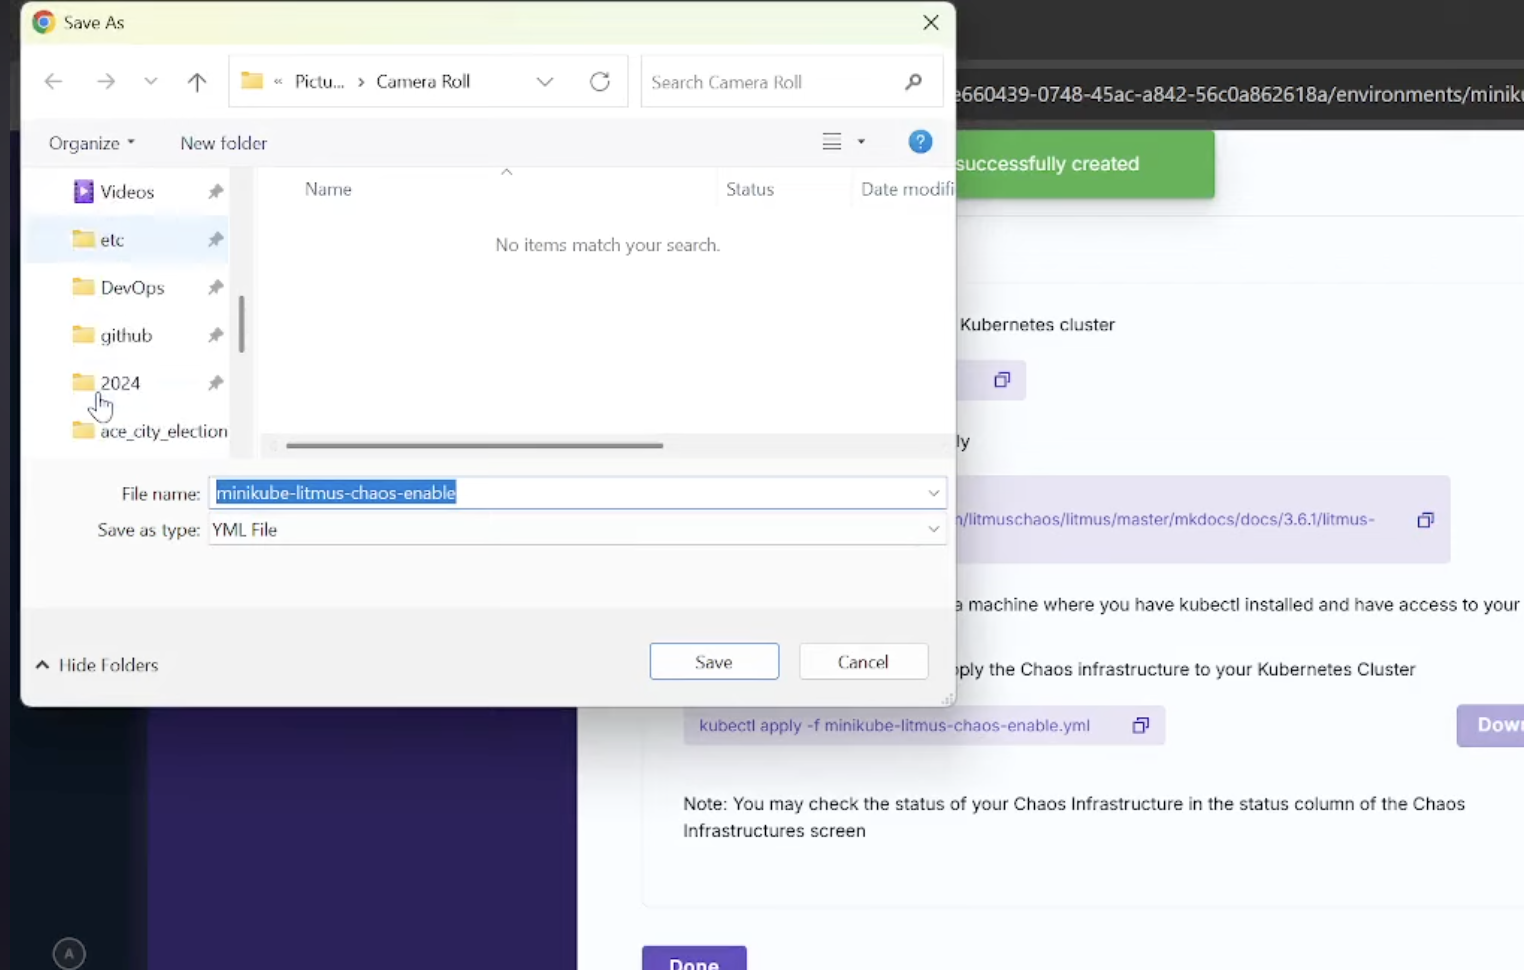 Save As
« Pictu... > Camera Roll
Search Camera Roll
e660439-0748-45ac-a842-56c0a862618a/environments/minik
Organize
New folder
?
successfully created
Videos
Name
Status
Date modifi
etc
No items match your search.
DevOps
github
2024
ace_city_election
Kubernetes cluster
ly
File name: minikube-litmus-chaos-enable
Save as type: YML File
/litmuschaos/litmus/master/mkdocs/docs/3.6.1/litmus-
a machine where you have kubectl installed and have access to your
Hide Folders
Save
Cancel
pply the Chaos infrastructure to your Kubernetes Cluster
kubectl apply -f minikube-litmus-chaos-enable.yml
Dow
Note: You may check the status of your Chaos Infrastructure in the status column of the Chaos
Infrastructures screen
A
Done